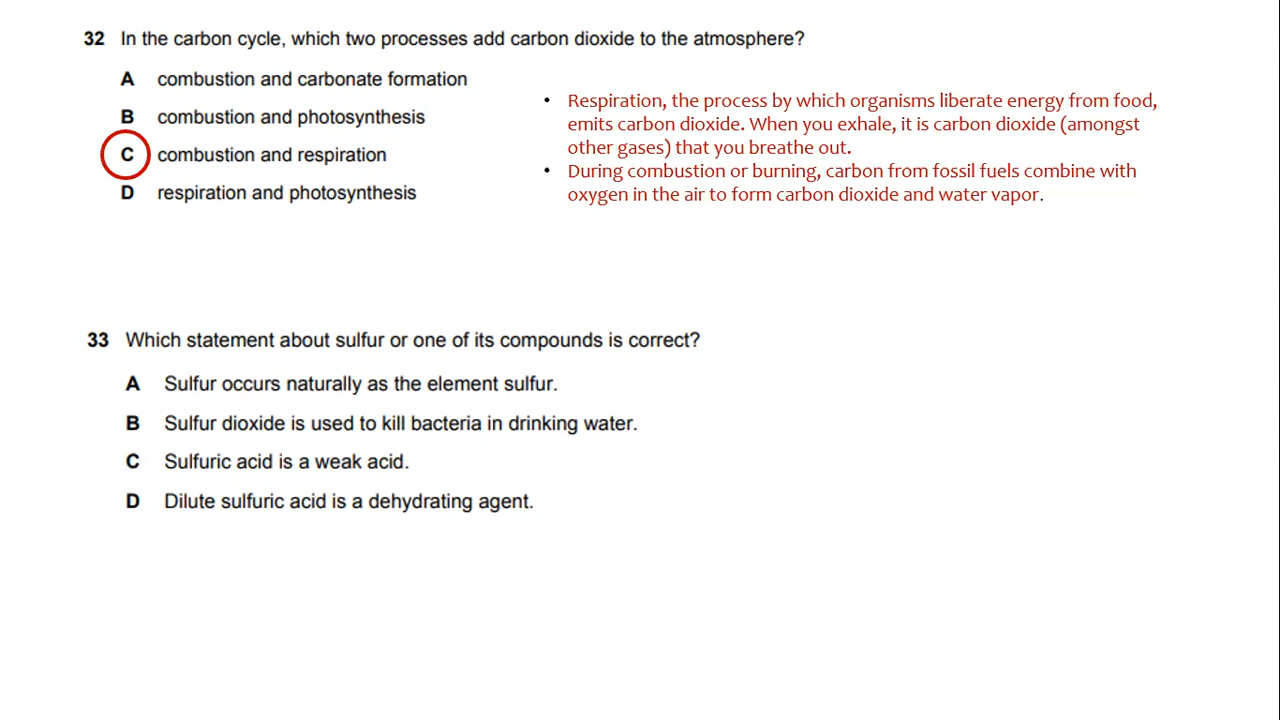 32 In the carbon cycle, which two processes add carbon dioxide to the atmosphere?
A combustion and carbonate formation
B combustion and photosynthesis
C combustion and respiration
D respiration and photosynthesis
• Respiration, the process by which organisms liberate energy from food,
emits carbon dioxide. When you exhale, it is carbon dioxide (amongst
other gases) that you breathe out.
• During combustion or burning, carbon from fossil fuels combine with
oxygen in the air to form carbon dioxide and water vapor.
33 Which statement about sulfur or one of its compounds is correct?
A Sulfur occurs naturally as the element sulfur.
B Sulfur dioxide is used to kill bacteria in drinking water.
C Sulfuric acid is a weak acid.
D Dilute sulfuric acid is a dehydrating agent.